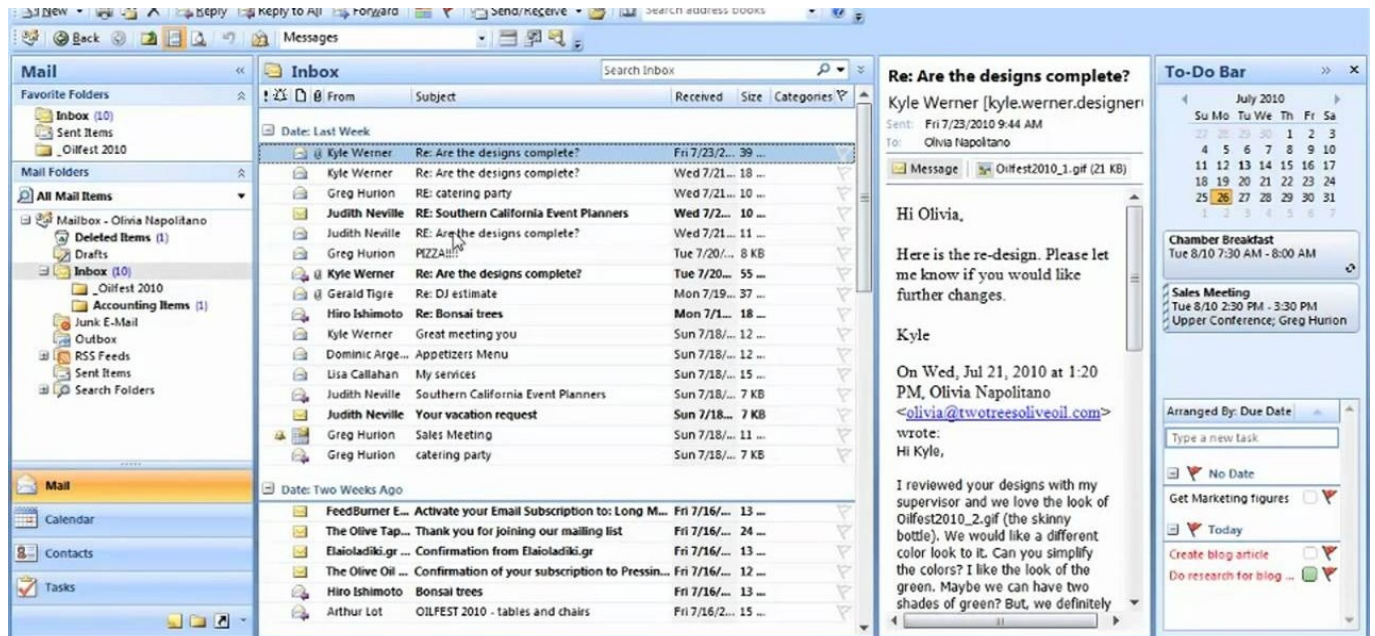 New Reply Reply to All Forward Send/Receive Search address books
Back Messages
Mail
Favorite Folders
Inbox (10)
Sent Items
_Oilfest 2010
Mail Folders
All Mail Items
Mailbox - Olivia Napolitano
Deleted Items (1)
Drafts
Inbox (10)
_Oilfest 2010
Accounting Items (1)
Junk E-Mail
Outbox
RSS Feeds
Sent Items
Search Folders
Mail
Calendar
Contacts
Tasks
Inbox Search Inbox
From Subject Received Size Categories
Date: Last Week
Kyle Werner Re: Are the designs complete? Fri 7/23/2... 39 ...
Kyle Werner Re: Are the designs complete? Wed 7/21... 18 ...
Greg Hurion RE: catering party Wed 7/21... 10 ...
Judith Neville RE: Southern California Event Planners Wed 7/2... 10 ...
Judith Neville RE: Are the designs complete? Wed 7/21... 11 ...
Greg Hurion PIZZA!!!! Tue 7/20/... 8 KB
Kyle Werner Re: Are the designs complete? Tue 7/20... 55 ...
Gerald Tigre Re: DJ estimate Mon 7/19... 37 ...
Hiro Ishimoto Re: Bonsai trees Mon 7/1... 18 ...
Kyle Werner Great meeting you Sun 7/18/... 12 ...
Dominic Arge... Appetizers Menu Sun 7/18/... 12 ...
Lisa Callahan My services Sun 7/18/... 15 ...
Judith Neville Southern California Event Planners Sun 7/18/... 7 KB
Judith Neville Your vacation request Sun 7/18... 7 KB
Greg Hurion Sales Meeting Sun 7/18/... 11 ...
Greg Hurion catering party Sun 7/18/... 7 KB
Date: Two Weeks Ago
FeedBurner E... Activate your Email Subscription to: Long M... Fri 7/16/... 13 ...
The Olive Tap... Thank you for joining our mailing list Fri 7/16/... 24 ...
Elaioladiki.gr ... Confirmation from Elaioladiki.gr Fri 7/16/... 13 ...
The Olive Oil ... Confirmation of your subscription to Pressin... Fri 7/16/... 12 ...
Hiro Ishimoto Bonsai trees Fri 7/16/... 13 ...
Arthur Lot OILFEST 2010 - tables and chairs Fri 7/16/2... 15 ...
Re: Are the designs complete?
Kyle Werner [kyle.werner.designer
Sent: Fri 7/23/2010 9:44 AM
To: Olivia Napolitano
Message Oilfest2010_1.gif (21 KB)
Hi Olivia,
Here is the re-design. Please let
me know if you would like
further changes.
Kyle
On Wed, Jul 21, 2010 at 1:20
PM, Olivia Napolitano
<olivia@twotreesoliveoil.com>
wrote:
Hi Kyle,
I reviewed your designs with my
supervisor and we love the look of
Oilfest2010_2.gif (the skinny
bottle). We would like a different
color look to it. Can you simplify
the colors? I like the look of the
green. Maybe we can have two
shades of green? But, we definitely
To-Do Bar
July 2010
Su Mo Tu We Th Fr Sa
27 28 29 30 1 2 3
4 5 6 7 8 9 10
11 12 13 14 15 16 17
18 19 20 21 22 23 24
25 26 27 28 29 30 31
1 2 3 4 5 6 7
Chamber Breakfast
Tue 8/10 7:30 AM - 8:00 AM
Sales Meeting
Tue 8/10 2:30 PM - 3:30 PM
Upper Conference; Greg Hurion
Arranged By: Due Date
Type a new task
No Date
Get Marketing figures
Today
Create blog article
Do research for blog ...